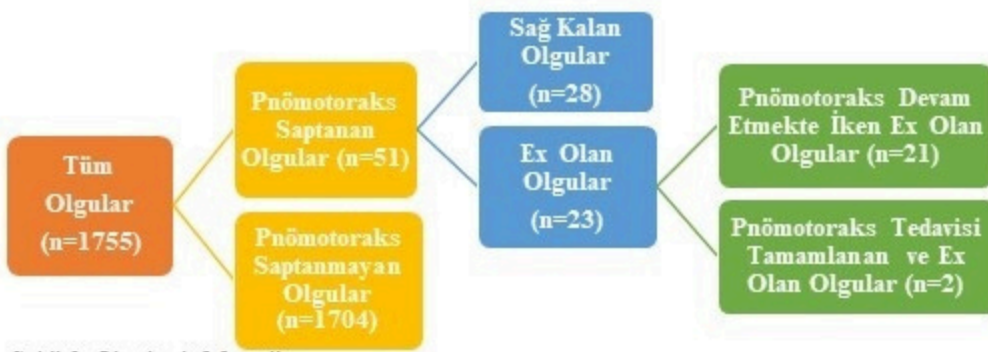 Tüm
Olgular
(n=1755)
Pnömotoraks
Saptanan
Olgular (n=51)
Pnömotoraks
Saptanmayan
Olgular
(n=1704)
Sağ Kalan
Olgular
(n=28)
Ex Olan
Olgular
(n=23)
Pnömotoraks Devam
Etmekte İken Ex Olan
Olgular (n=21)
Pnömotoraks Tedavisi
Tamamlanan ve Ex
Olan Olgular (n=2)